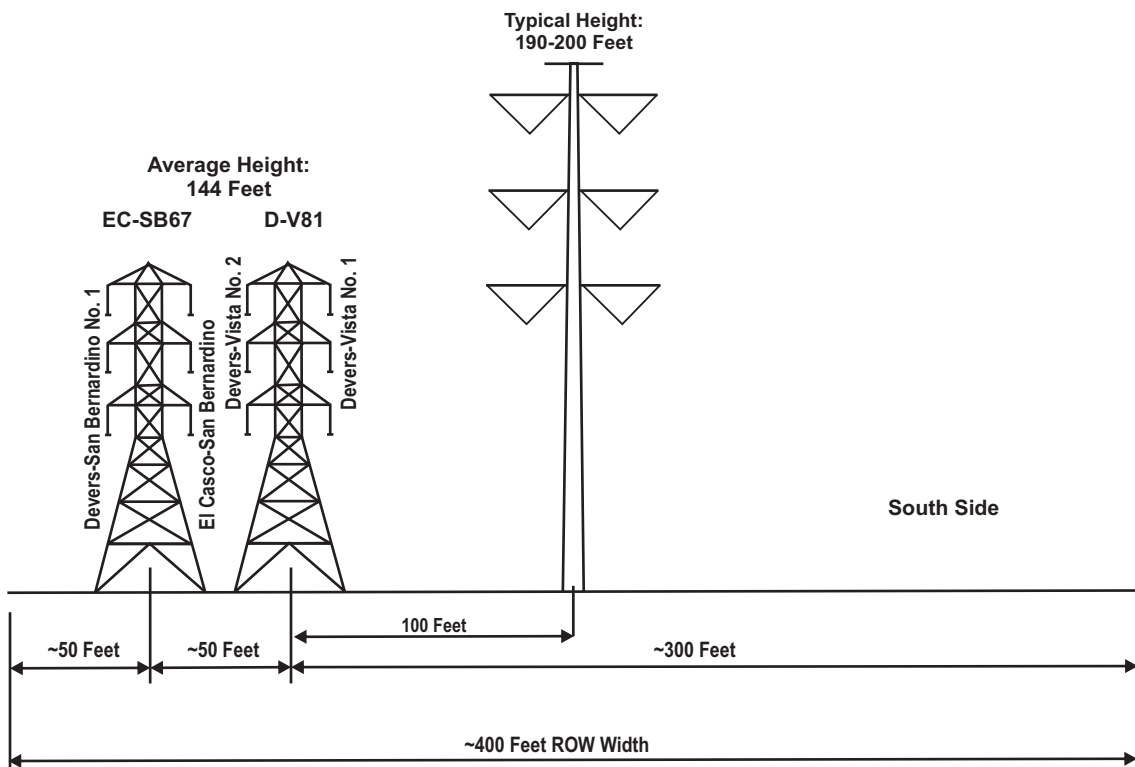 Typical Height:
190-200 Feet
Average Height:
144 Feet
EC-SB67
D-V81
Devers-San Bernardino No. 1
El Casco-San Bernardino
Devers-Vista No. 2
Devers-Vista No. 1
South Side
100 Feet
~50 Feet
~50 Feet
~300 Feet
~400 Feet ROW Width